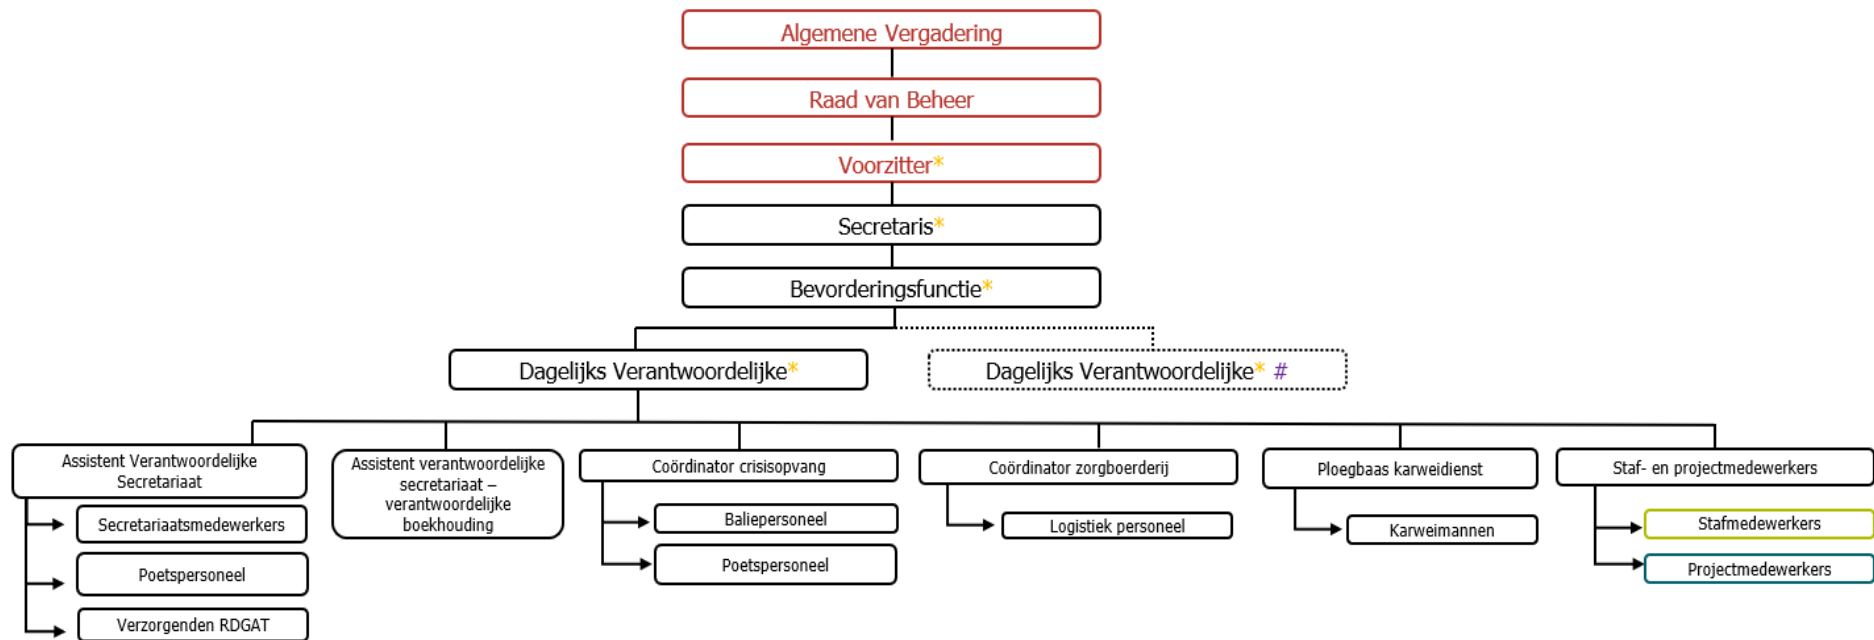 Algemene Vergadering
Raad van Beheer
Voorzitter*
Secretaris*
Bevorderingsfunctie*
Dagelijks Verantwoordelijke*
Dagelijks Verantwoordelijke* #
Assistent Verantwoordelijke
Secretariaat
Secretariaatsmedewerkers
Poetspersoneel
Verzorgenden RDGAT
Assistent verantwoordelijke
secretariaat –
verantwoordelijke
boekhouding
Coördinator crisisopvang
Baliepersoneel
Poetspersoneel
Coördinator zorgboerderij
Logistiek personeel
Ploegbaas karweidienst
Karweimannen
Staf- en projectmedewerkers
Stafmedewerkers
Projectmedewerkers